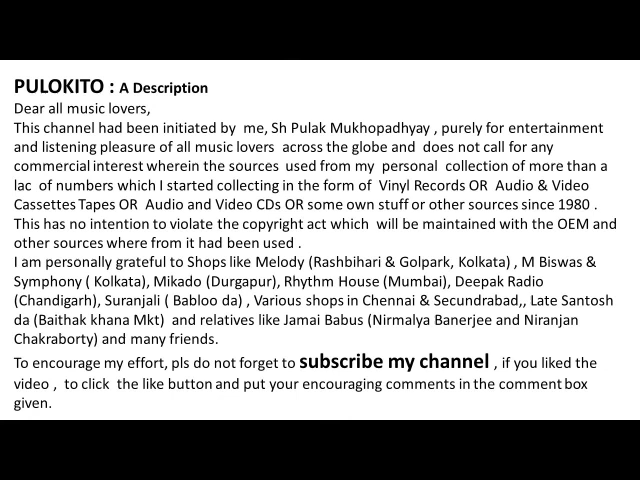 PULOKITO : A Description
Dear all music lovers,
This channel had been initiated by me, Sh Pulak Mukhopadhyay , purely for entertainment
and listening pleasure of all music lovers across the globe and does not call for any
commercial interest wherein the sources used from my personal collection of more than a
lac of numbers which I started collecting in the form of Vinyl Records OR Audio & Video
Cassettes Tapes OR Audio and Video CDs OR some own stuff or other sources since 1980 .
This has no intention to violate the copyright act which will be maintained with the OEM and
other sources where from it had been used .
I am personally grateful to Shops like Melody (Rashbihari & Golpark, Kolkata) , M Biswas &
Symphony ( Kolkata), Mikado (Durgapur), Rhythm House (Mumbai), Deepak Radio
(Chandigarh), Suranjali ( Babloo da) , Various shops in Chennai & Secundrabad,, Late Santosh
da (Baithak khana Mkt) and relatives like Jamai Babus (Nirmalya Banerjee and Niranjan
Chakraborty) and many friends.
To encourage my effort, pls do not forget to subscribe my channel , if you liked the
video , to click the like button and put your encouraging comments in the comment box
given.